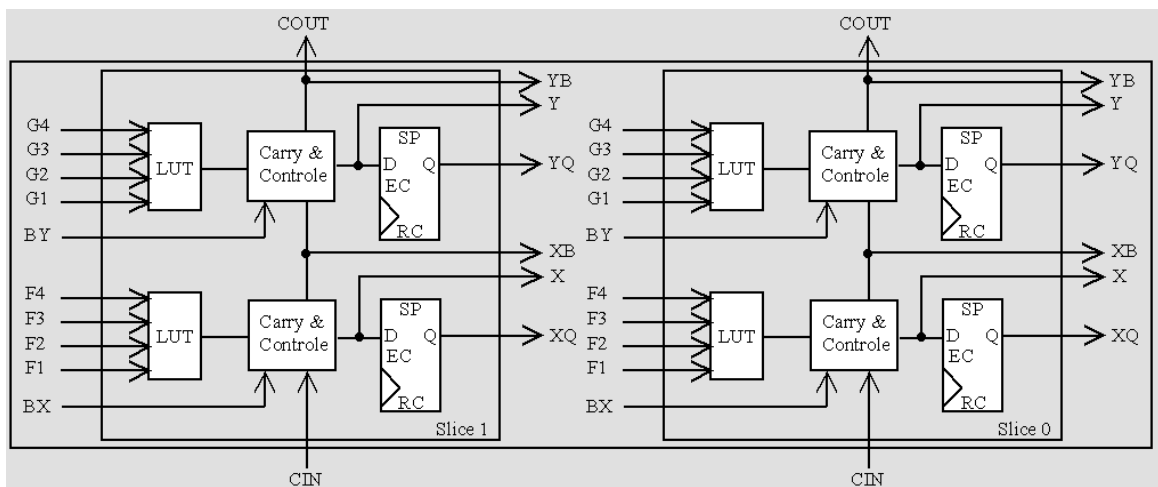 COUT COUT
YB YB
Y Y
G4 G4
G3 G3
G2 G2
G1 G1
LUT LUT
Carry & Controle Carry & Controle
SP SP
D Q D Q
EC EC
RC RC
YQ YQ
BY BY
XB XB
X X
F4 F4
F3 F3
F2 F2
F1 F1
LUT LUT
Carry & Controle Carry & Controle
SP SP
D Q D Q
EC EC
RC RC
XQ XQ
BX BX
Slice 1 Slice 0
CIN CIN